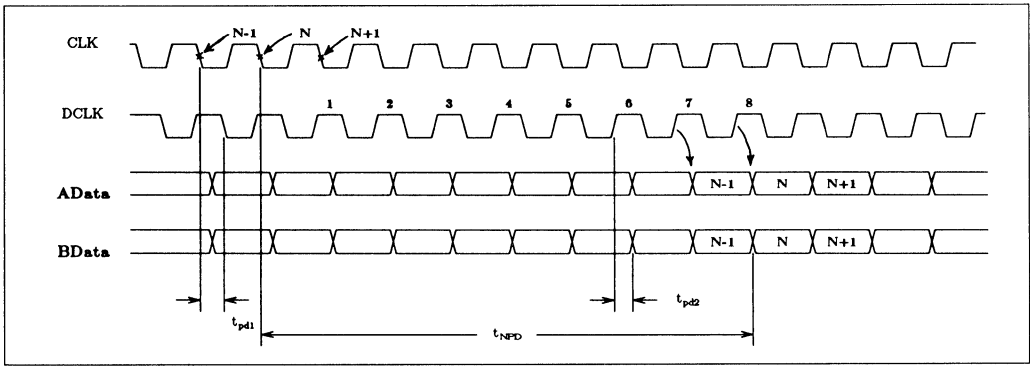 CLK N-1 N N+1
DCLK 1 2 3 4 5 6 7 8
AData N-1 N N+1
BData N-1 N N+1
tpd1 tpd2
tNPD